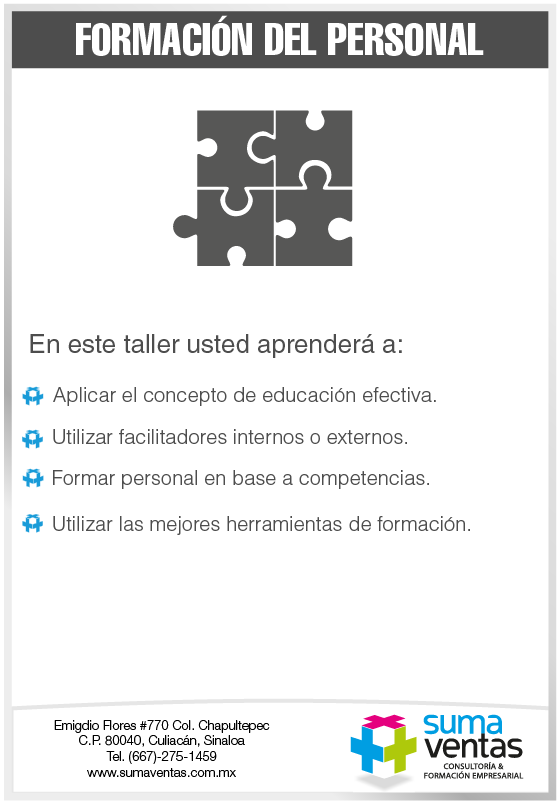 FORMACIÓN DEL PERSONAL
En este taller usted aprenderá a:
Aplicar el concepto de educación efectiva.
Utilizar facilitadores internos o externos.
Formar personal en base a competencias.
Utilizar las mejores herramientas de formación.
Emigdio Flores #770 Col. Chapultepec
C.P. 80040, Culiacán, Sinaloa
Tel. (667)-275-1459
www.sumaventas.com.mx
suma
ventas
CONSULTORÍA &
FORMACIÓN EMPRESARIAL